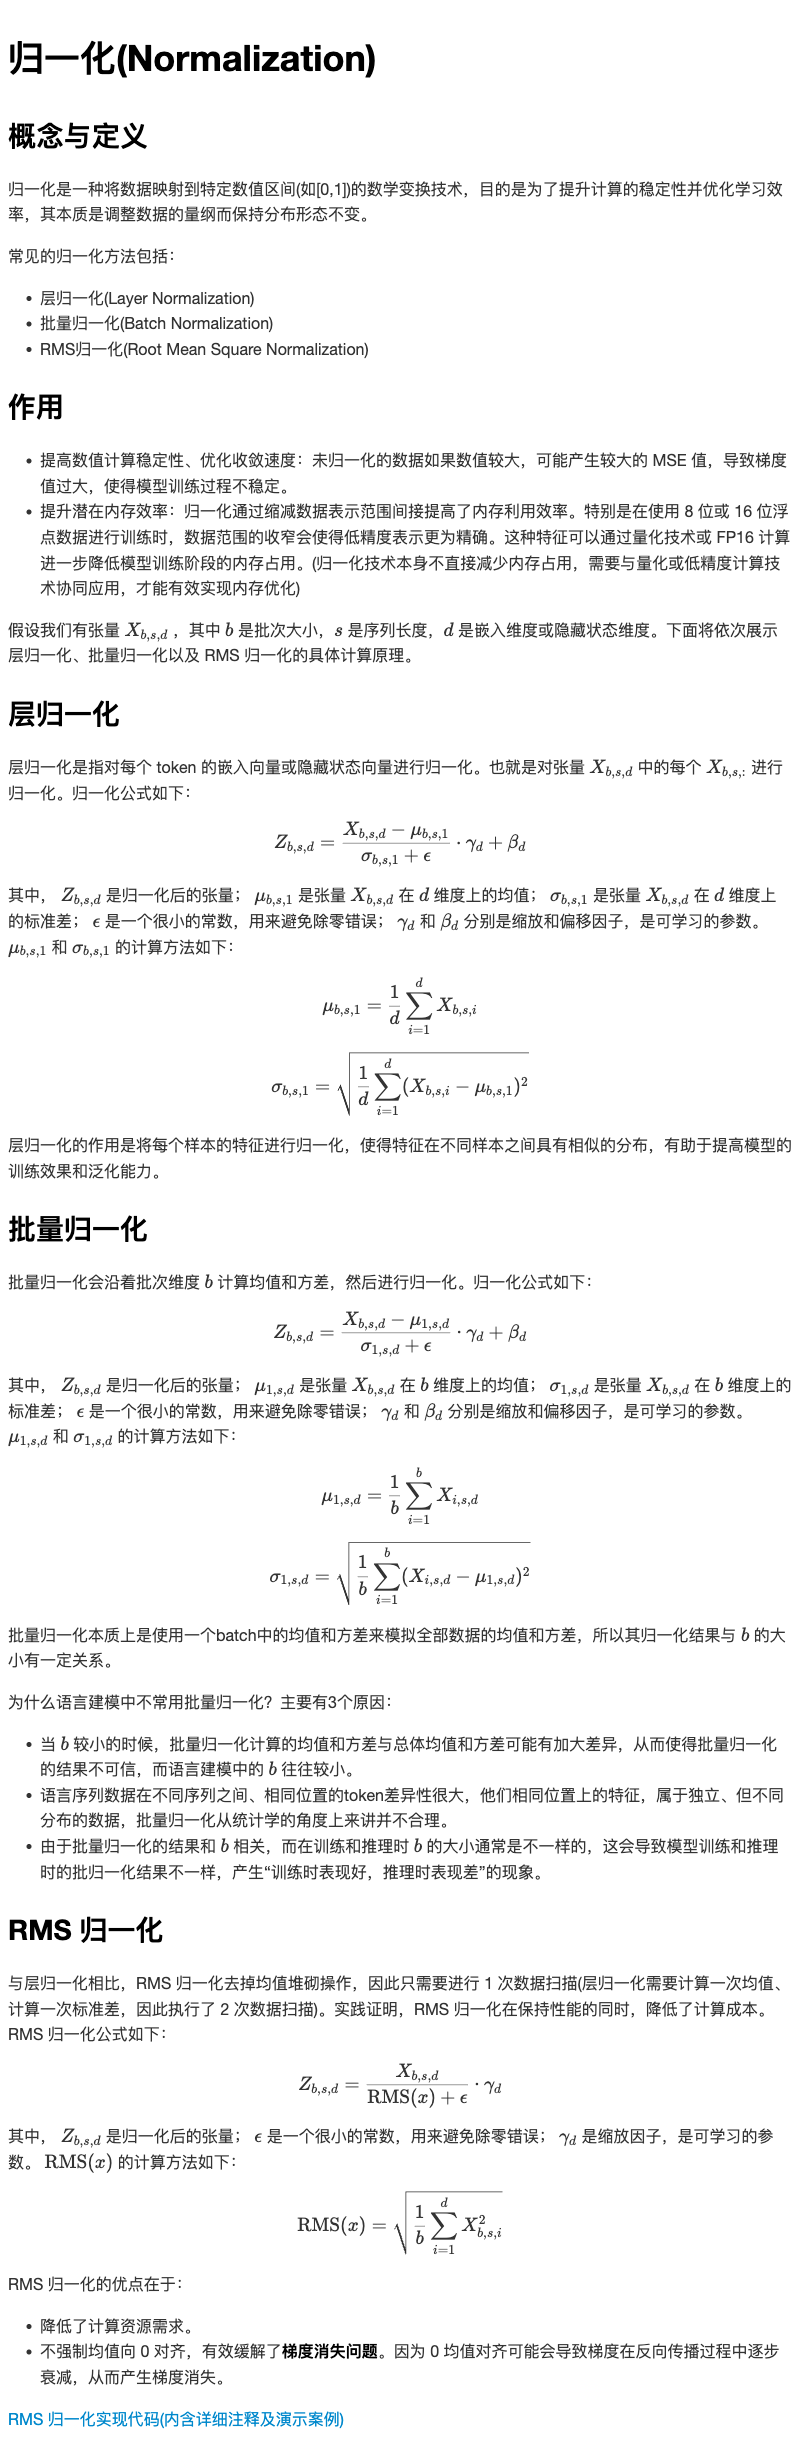 归一化(Normalization)
概念与定义
归一化是一种将数据映射到特定数值区间(如[0,1])的数学变换技术，目的是为了提升计算的稳定性并优化学习效
率，其本质是调整数据的量纲而保持分布形态不变。
常见的归一化方法包括：
• 层归一化(Layer Normalization)
• 批量归一化(Batch Normalization)
• RMS归一化(Root Mean Square Normalization)
作用
• 提高数值计算稳定性、优化收敛速度：未归一化的数据如果数值较大，可能产生较大的 MSE 值，导致梯度
值过大，使得模型训练过程不稳定。
• 提升潜在内存效率：归一化通过缩减数据表示范围间接提高了内存利用效率。特别是在使用 8 位或 16 位浮
点数据进行训练时，数据范围的收窄会使得低精度表示更为精确。这种特征可以通过量化技术或 FP16 计算
进一步降低模型训练阶段的内存占用。(归一化技术本身不直接减少内存占用，需要与量化或低精度计算技
术协同应用，才能有效实现内存优化)
假设我们有张量 $X_{b,s,d}$ ，其中 $b$ 是批次大小，$s$ 是序列长度，$d$ 是嵌入维度或隐藏状态维度。下面将依次展示
层归一化、批量归一化以及 RMS 归一化的具体计算原理。
层归一化
层归一化是指对每个 token 的嵌入向量或隐藏状态向量进行归一化。也就是对张量 $X_{b,s,d}$ 中的每个 $X_{b,s,:}$ 进行
归一化。归一化公式如下：
$Z_{b,s,d} = \frac{X_{b,s,d} - \mu_{b,s,1}}{\sigma_{b,s,1} + \epsilon} \cdot \gamma_d + \beta_d$
其中， $Z_{b,s,d}$ 是归一化后的张量； $\mu_{b,s,1}$ 是张量 $X_{b,s,d}$ 在 $d$ 维度上的均值； $\sigma_{b,s,1}$ 是张量 $X_{b,s,d}$ 在 $d$ 维度上
的标准差； $\epsilon$ 是一个很小的常数，用来避免除零错误； $\gamma_d$ 和 $\beta_d$ 分别是缩放和偏移因子，是可学习的参数。
$\mu_{b,s,1}$ 和 $\sigma_{b,s,1}$ 的计算方法如下：
$\mu_{b,s,1} = \frac{1}{d} \sum_{i=1}^{d} X_{b,s,i}$
$\sigma_{b,s,1} = \sqrt{\frac{1}{d} \sum_{i=1}^{d} (X_{b,s,i} - \mu_{b,s,1})^2}$
层归一化的作用是将每个样本的特征进行归一化，使得特征在不同样本之间具有相似的分布，有助于提高模型的
训练效果和泛化能力。
批量归一化
批量归一化会沿着批次维度 $b$ 计算均值和方差，然后进行归一化。归一化公式如下：
$Z_{b,s,d} = \frac{X_{b,s,d} - \mu_{1,s,d}}{\sigma_{1,s,d} + \epsilon} \cdot \gamma_d + \beta_d$
其中， $Z_{b,s,d}$ 是归一化后的张量； $\mu_{1,s,d}$ 是张量 $X_{b,s,d}$ 在 $b$ 维度上的均值； $\sigma_{1,s,d}$ 是张量 $X_{b,s,d}$ 在 $b$ 维度上的
标准差； $\epsilon$ 是一个很小的常数，用来避免除零错误； $\gamma_d$ 和 $\beta_d$ 分别是缩放和偏移因子，是可学习的参数。
$\mu_{1,s,d}$ 和 $\sigma_{1,s,d}$ 的计算方法如下：
$\mu_{1,s,d} = \frac{1}{b} \sum_{i=1}^{b} X_{i,s,d}$
$\sigma_{1,s,d} = \sqrt{\frac{1}{b} \sum_{i=1}^{b} (X_{i,s,d} - \mu_{1,s,d})^2}$
批量归一化本质上是使用一个batch中的均值和方差来模拟全部数据的均值和方差，所以其归一化结果与 $b$ 的大
小有一定关系。
为什么语言建模中不常用批量归一化？主要有3个原因：
• 当 $b$ 较小的时候，批量归一化计算的均值和方差与总体均值和方差可能有加大差异，从而使得批量归一化
的结果不可信，而语言建模中的 $b$ 往往较小。
• 语言序列数据在不同序列之间、相同位置的token差异性很大，他们相同位置上的特征，属于独立、但不同
分布的数据，批量归一化从统计学的角度上来讲并不合理。
• 由于批量归一化的结果和 $b$ 相关，而在训练和推理时 $b$ 的大小通常是不一样的，这会导致模型训练和推理
时的批归一化结果不一样，产生“训练时表现好，推理时表现差”的现象。
RMS 归一化
与层归一化相比，RMS 归一化去掉均值堆砌操作，因此只需要进行 1 次数据扫描(层归一化需要计算一次均值、
计算一次标准差，因此执行了 2 次数据扫描)。实践证明，RMS 归一化在保持性能的同时，降低了计算成本。
RMS 归一化公式如下：
$Z_{b,s,d} = \frac{X_{b,s,d}}{\mathrm{RMS}(x) + \epsilon} \cdot \gamma_d$
其中， $Z_{b,s,d}$ 是归一化后的张量； $\epsilon$ 是一个很小的常数，用来避免除零错误； $\gamma_d$ 是缩放因子，是可学习的参
数。 $\mathrm{RMS}(x)$ 的计算方法如下：
$\mathrm{RMS}(x) = \sqrt{\frac{1}{b} \sum_{i=1}^{d} X_{b,s,i}^2}$
RMS 归一化的优点在于：
• 降低了计算资源需求。
• 不强制均值向 0 对齐，有效缓解了梯度消失问题。因为 0 均值对齐可能会导致梯度在反向传播过程中逐步
衰减，从而产生梯度消失。
RMS 归一化实现代码(内含详细注释及演示案例)